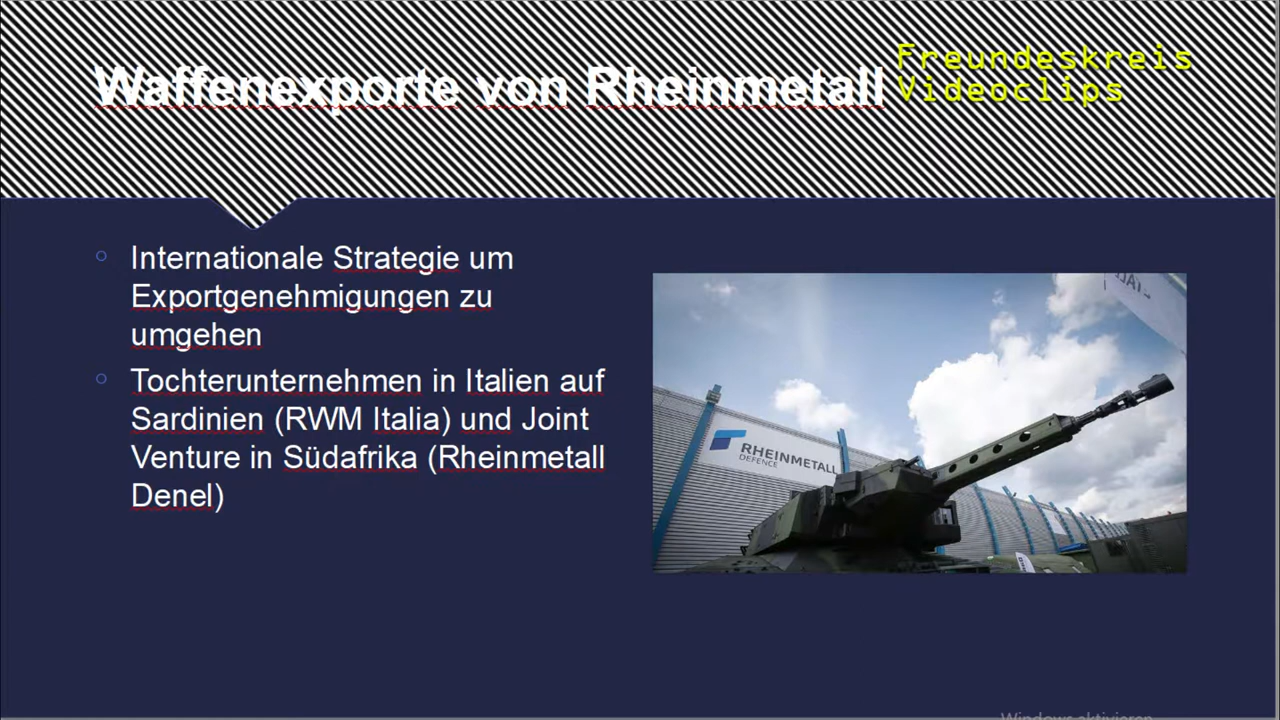 Waffenexporte von Rheinmetall
Freundeskreis
Videoclips
Internationale Strategie um
Exportgenehmigungen zu
umgehen
Tochterunternehmen in Italien auf
Sardinien (RWM Italia) und Joint
Venture in Südafrika (Rheinmetall
Denel)
RHEINMETALL
DEFENCE
Windows aktivieren